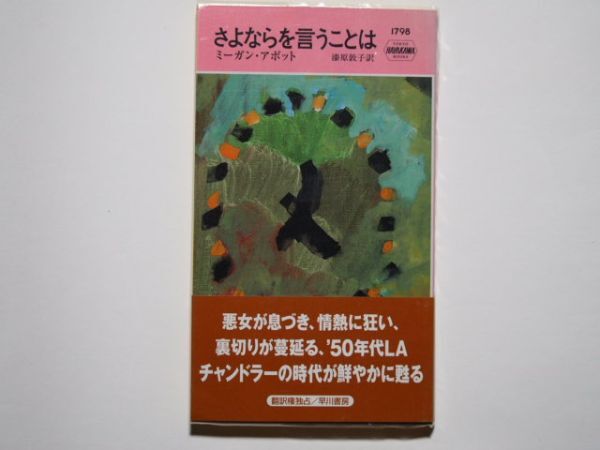 さよならを言うことは
ミーガン・アボット 漆原敦子訳
1798
TOKYO
HAYAKAWA
BOOKS
悪女が息づき、情熱に狂い、
裏切りが蔓延る、'50年代LA
チャンドラーの時代が鮮やかに甦る
翻訳権独占/早川書房